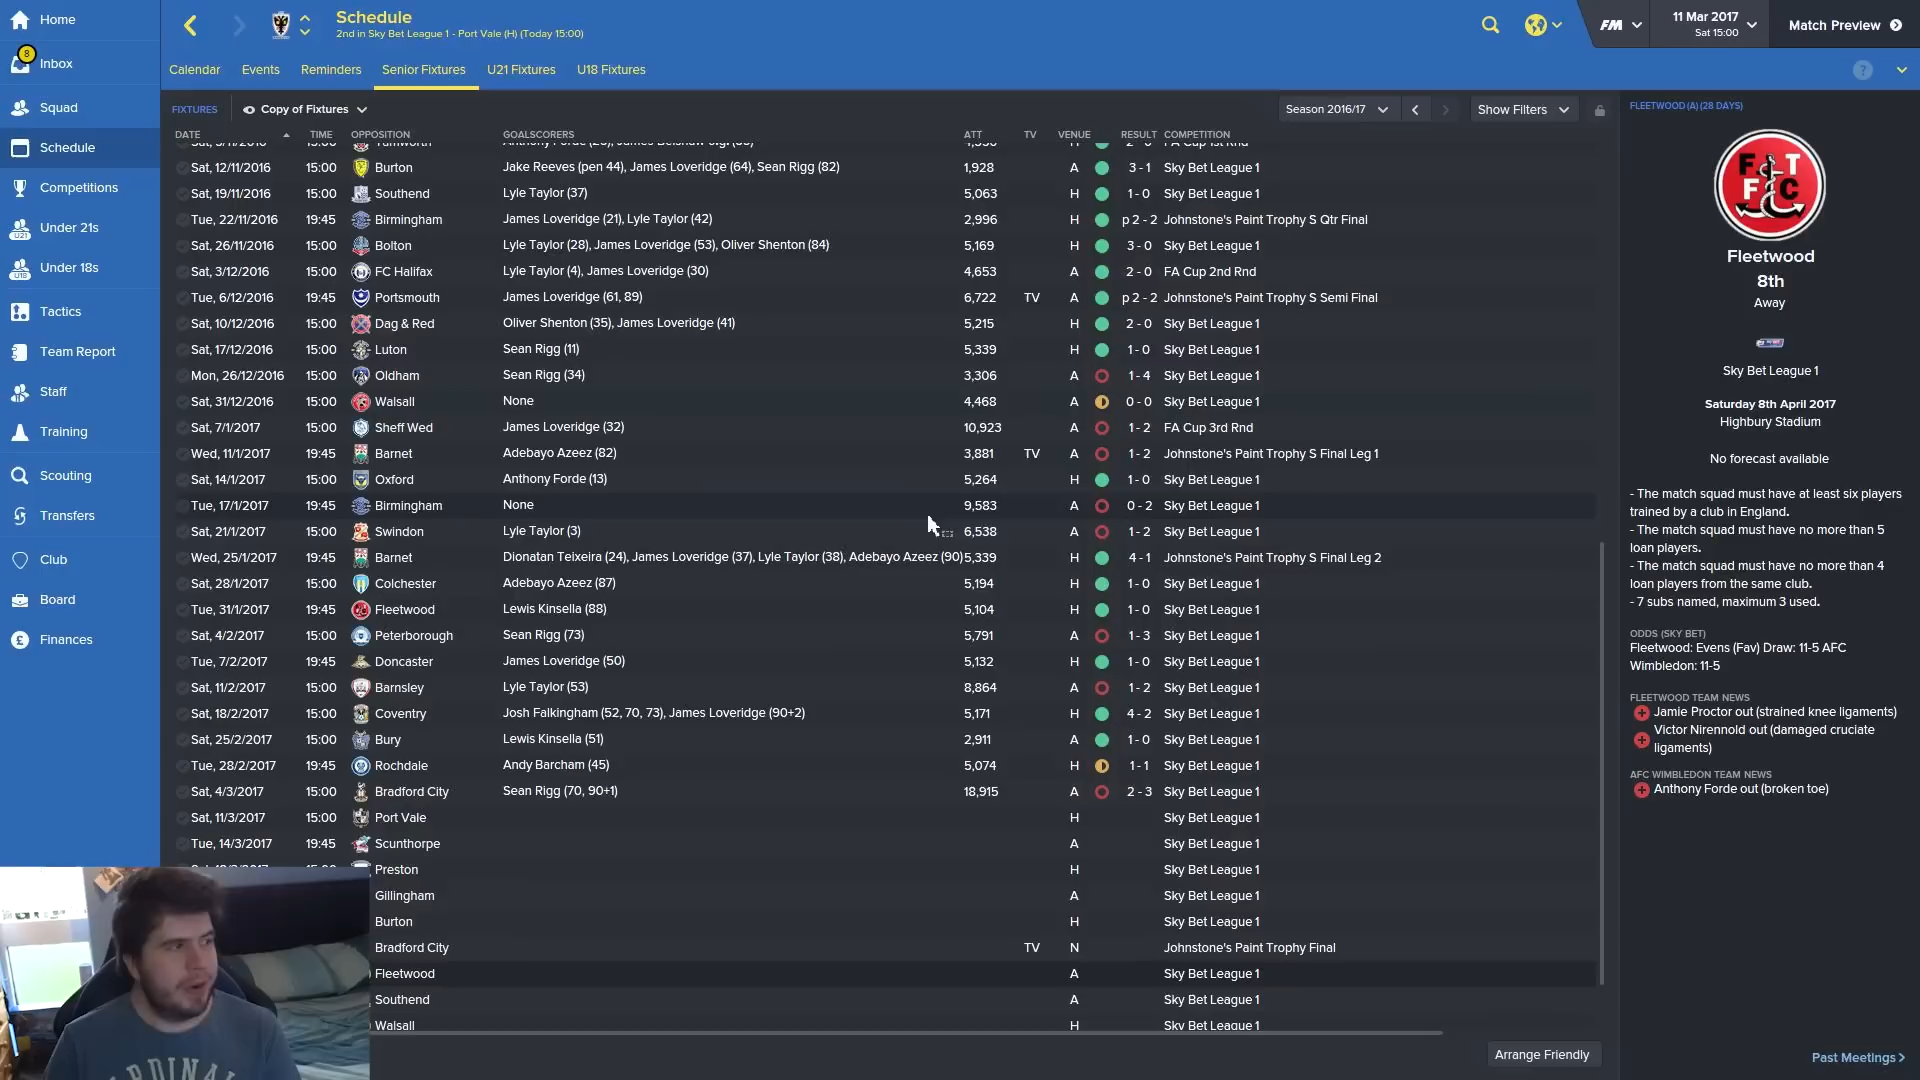 Home
8
Inbox
Squad
Schedule
Competitions
Under 21s
Under 18s
Tactics
Team Report
Staff
Training
Scouting
Transfers
Club
Board
Finances
Schedule
2nd in Sky Bet League 1 - Port Vale (H) (Today 15:00)
FM
11 Mar 2017
Sat 15:00
Match Preview
Calendar Events Reminders Senior Fixtures U21 Fixtures U18 Fixtures
FIXTURES Copy of Fixtures Season 2016/17 Show Filters
DATE TIME OPPOSITION GOALSCORERS ATT TV VENUE RESULT COMPETITION
Sat, 12/11/2016 15:00 Burton Jake Reeves (pen 44), James Loveridge (64), Sean Rigg (82) 1,928 A 3 - 1 Sky Bet League 1
Sat, 19/11/2016 15:00 Southend Lyle Taylor (37) 5,063 H 1 - 0 Sky Bet League 1
Tue, 22/11/2016 19:45 Birmingham James Loveridge (21), Lyle Taylor (42) 2,996 H p 2 - 2 Johnstone's Paint Trophy S Qtr Final
Sat, 26/11/2016 15:00 Bolton Lyle Taylor (28), James Loveridge (53), Oliver Shenton (84) 5,169 H 3 - 0 Sky Bet League 1
Sat, 3/12/2016 15:00 FC Halifax Lyle Taylor (4), James Loveridge (30) 4,653 A 2 - 0 FA Cup 2nd Rnd
Tue, 6/12/2016 19:45 Portsmouth James Loveridge (61, 89) 6,722 TV A p 2 - 2 Johnstone's Paint Trophy S Semi Final
Sat, 10/12/2016 15:00 Dag & Red Oliver Shenton (35), James Loveridge (41) 5,215 H 2 - 0 Sky Bet League 1
Sat, 17/12/2016 15:00 Luton Sean Rigg (11) 5,339 H 1 - 0 Sky Bet League 1
Mon, 26/12/2016 15:00 Oldham Sean Rigg (34) 3,306 A 1 - 4 Sky Bet League 1
Sat, 31/12/2016 15:00 Walsall None 4,468 A 0 - 0 Sky Bet League 1
Sat, 7/1/2017 15:00 Sheff Wed James Loveridge (32) 10,923 A 1 - 2 FA Cup 3rd Rnd
Wed, 11/1/2017 19:45 Barnet Adebayo Azeez (82) 3,881 TV A 1 - 2 Johnstone's Paint Trophy S Final Leg 1
Sat, 14/1/2017 15:00 Oxford Anthony Forde (13) 5,264 H 1 - 0 Sky Bet League 1
Tue, 17/1/2017 19:45 Birmingham None 9,583 A 0 - 2 Sky Bet League 1
Sat, 21/1/2017 15:00 Swindon Lyle Taylor (3) 6,538 A 1 - 2 Sky Bet League 1
Wed, 25/1/2017 19:45 Barnet Dionatan Teixeira (24), James Loveridge (37), Lyle Taylor (38), Adebayo Azeez (90) 5,339 H 4 - 1 Johnstone's Paint Trophy S Final Leg 2
Sat, 28/1/2017 15:00 Colchester Adebayo Azeez (87) 5,194 H 1 - 0 Sky Bet League 1
Tue, 31/1/2017 19:45 Fleetwood Lewis Kinsella (88) 5,104 H 1 - 0 Sky Bet League 1
Sat, 4/2/2017 15:00 Peterborough Sean Rigg (73) 5,791 A 1 - 3 Sky Bet League 1
Tue, 7/2/2017 19:45 Doncaster James Loveridge (50) 5,132 H 1 - 0 Sky Bet League 1
Sat, 11/2/2017 15:00 Barnsley Lyle Taylor (53) 8,864 A 1 - 2 Sky Bet League 1
Sat, 18/2/2017 15:00 Coventry Josh Falkingham (52, 70, 73), James Loveridge (90+2) 5,171 H 4 - 2 Sky Bet League 1
Sat, 25/2/2017 15:00 Bury Lewis Kinsella (51) 2,911 A 1 - 0 Sky Bet League 1
Tue, 28/2/2017 19:45 Rochdale Andy Barcham (45) 5,074 H 1 - 1 Sky Bet League 1
Sat, 4/3/2017 15:00 Bradford City Sean Rigg (70, 90+1) 18,915 A 2 - 3 Sky Bet League 1
Sat, 11/3/2017 15:00 Port Vale H Sky Bet League 1
Tue, 14/3/2017 19:45 Scunthorpe A Sky Bet League 1
Preston H Sky Bet League 1
Gillingham A Sky Bet League 1
Burton H Sky Bet League 1
Bradford City TV N Johnstone's Paint Trophy Final
Fleetwood A Sky Bet League 1
Southend A Sky Bet League 1
Walsall H Sky Bet League 1
Arrange Friendly
FLEETWOOD (A) (28 DAYS)
F T
F C
Fleetwood
8th
Away
Sky Bet League 1
Saturday 8th April 2017
Highbury Stadium
No forecast available
- The match squad must have at least six players
trained by a club in England.
- The match squad must have no more than 5
loan players.
- The match squad must have no more than 4
loan players from the same club.
- 7 subs named, maximum 3 used.
ODDS (SKY BET)
Fleetwood: Evens (Fav) Draw: 11-5 AFC
Wimbledon: 11-5
FLEETWOOD TEAM NEWS
Jamie Proctor out (strained knee ligaments)
Victor Nirennold out (damaged cruciate
ligaments)
AFC WIMBLEDON TEAM NEWS
Anthony Forde out (broken toe)
Past Meetings >